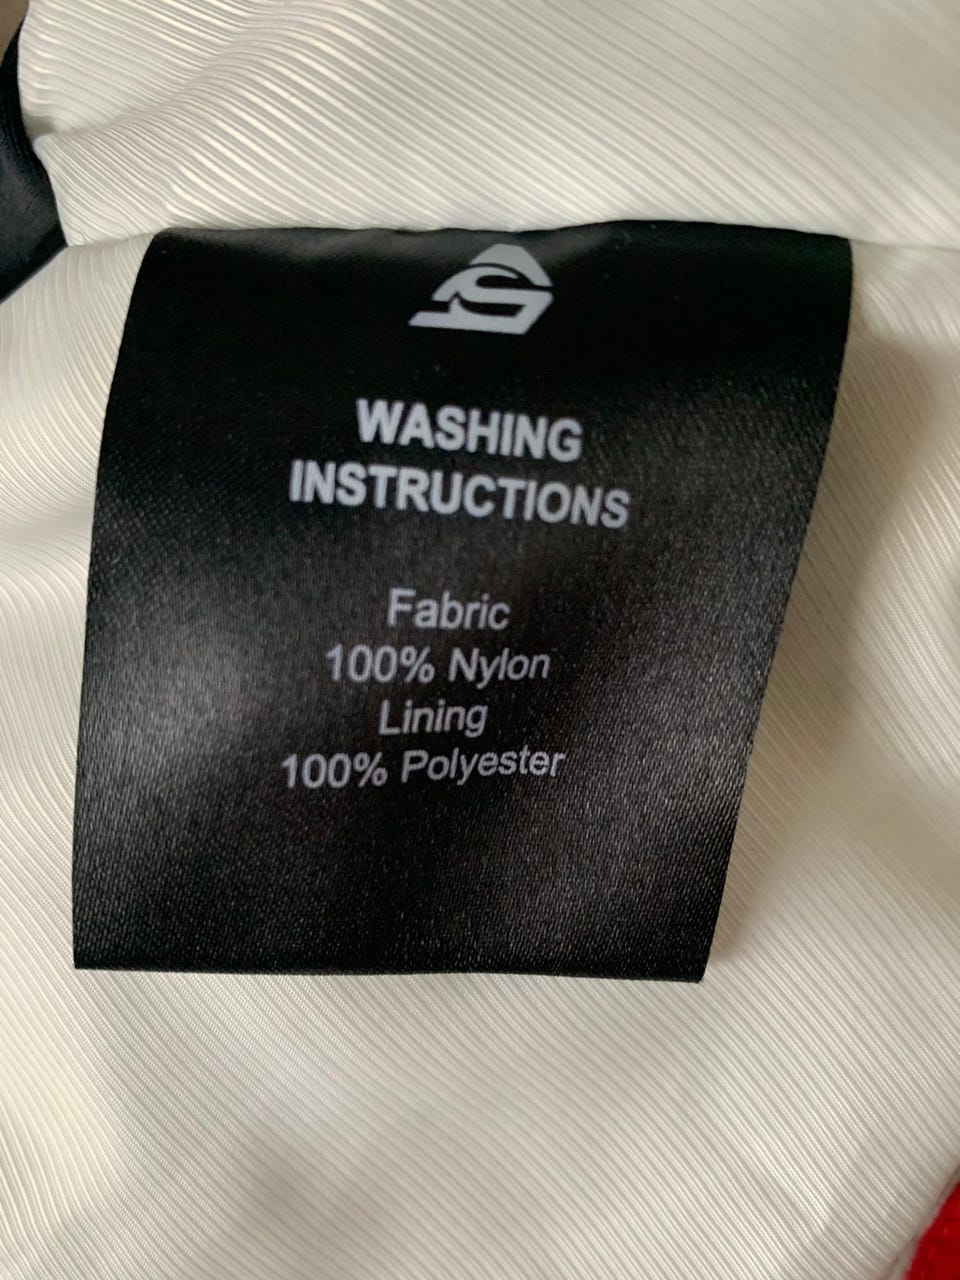 WASHING
INSTRUCTIONS
Fabric
100% Nylon
Lining
100% Polyester